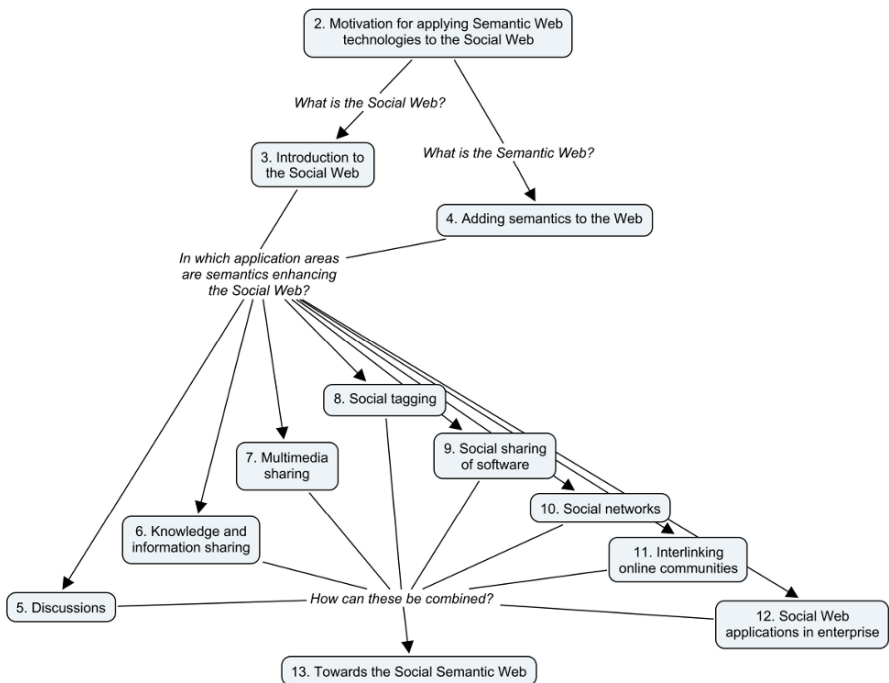 2. Motivation for applying Semantic Web
technologies to the Social Web
What is the Social Web?
3. Introduction to
the Social Web
What is the Semantic Web?
4. Adding semantics to the Web
In which application areas
are semantics enhancing
the Social Web?
8. Social tagging
9. Social sharing
of software
7. Multimedia
sharing
10. Social networks
6. Knowledge and
information sharing
11. Interlinking
online communities
5. Discussions
How can these be combined?
12. Social Web
applications in enterprise
13. Towards the Social Semantic Web